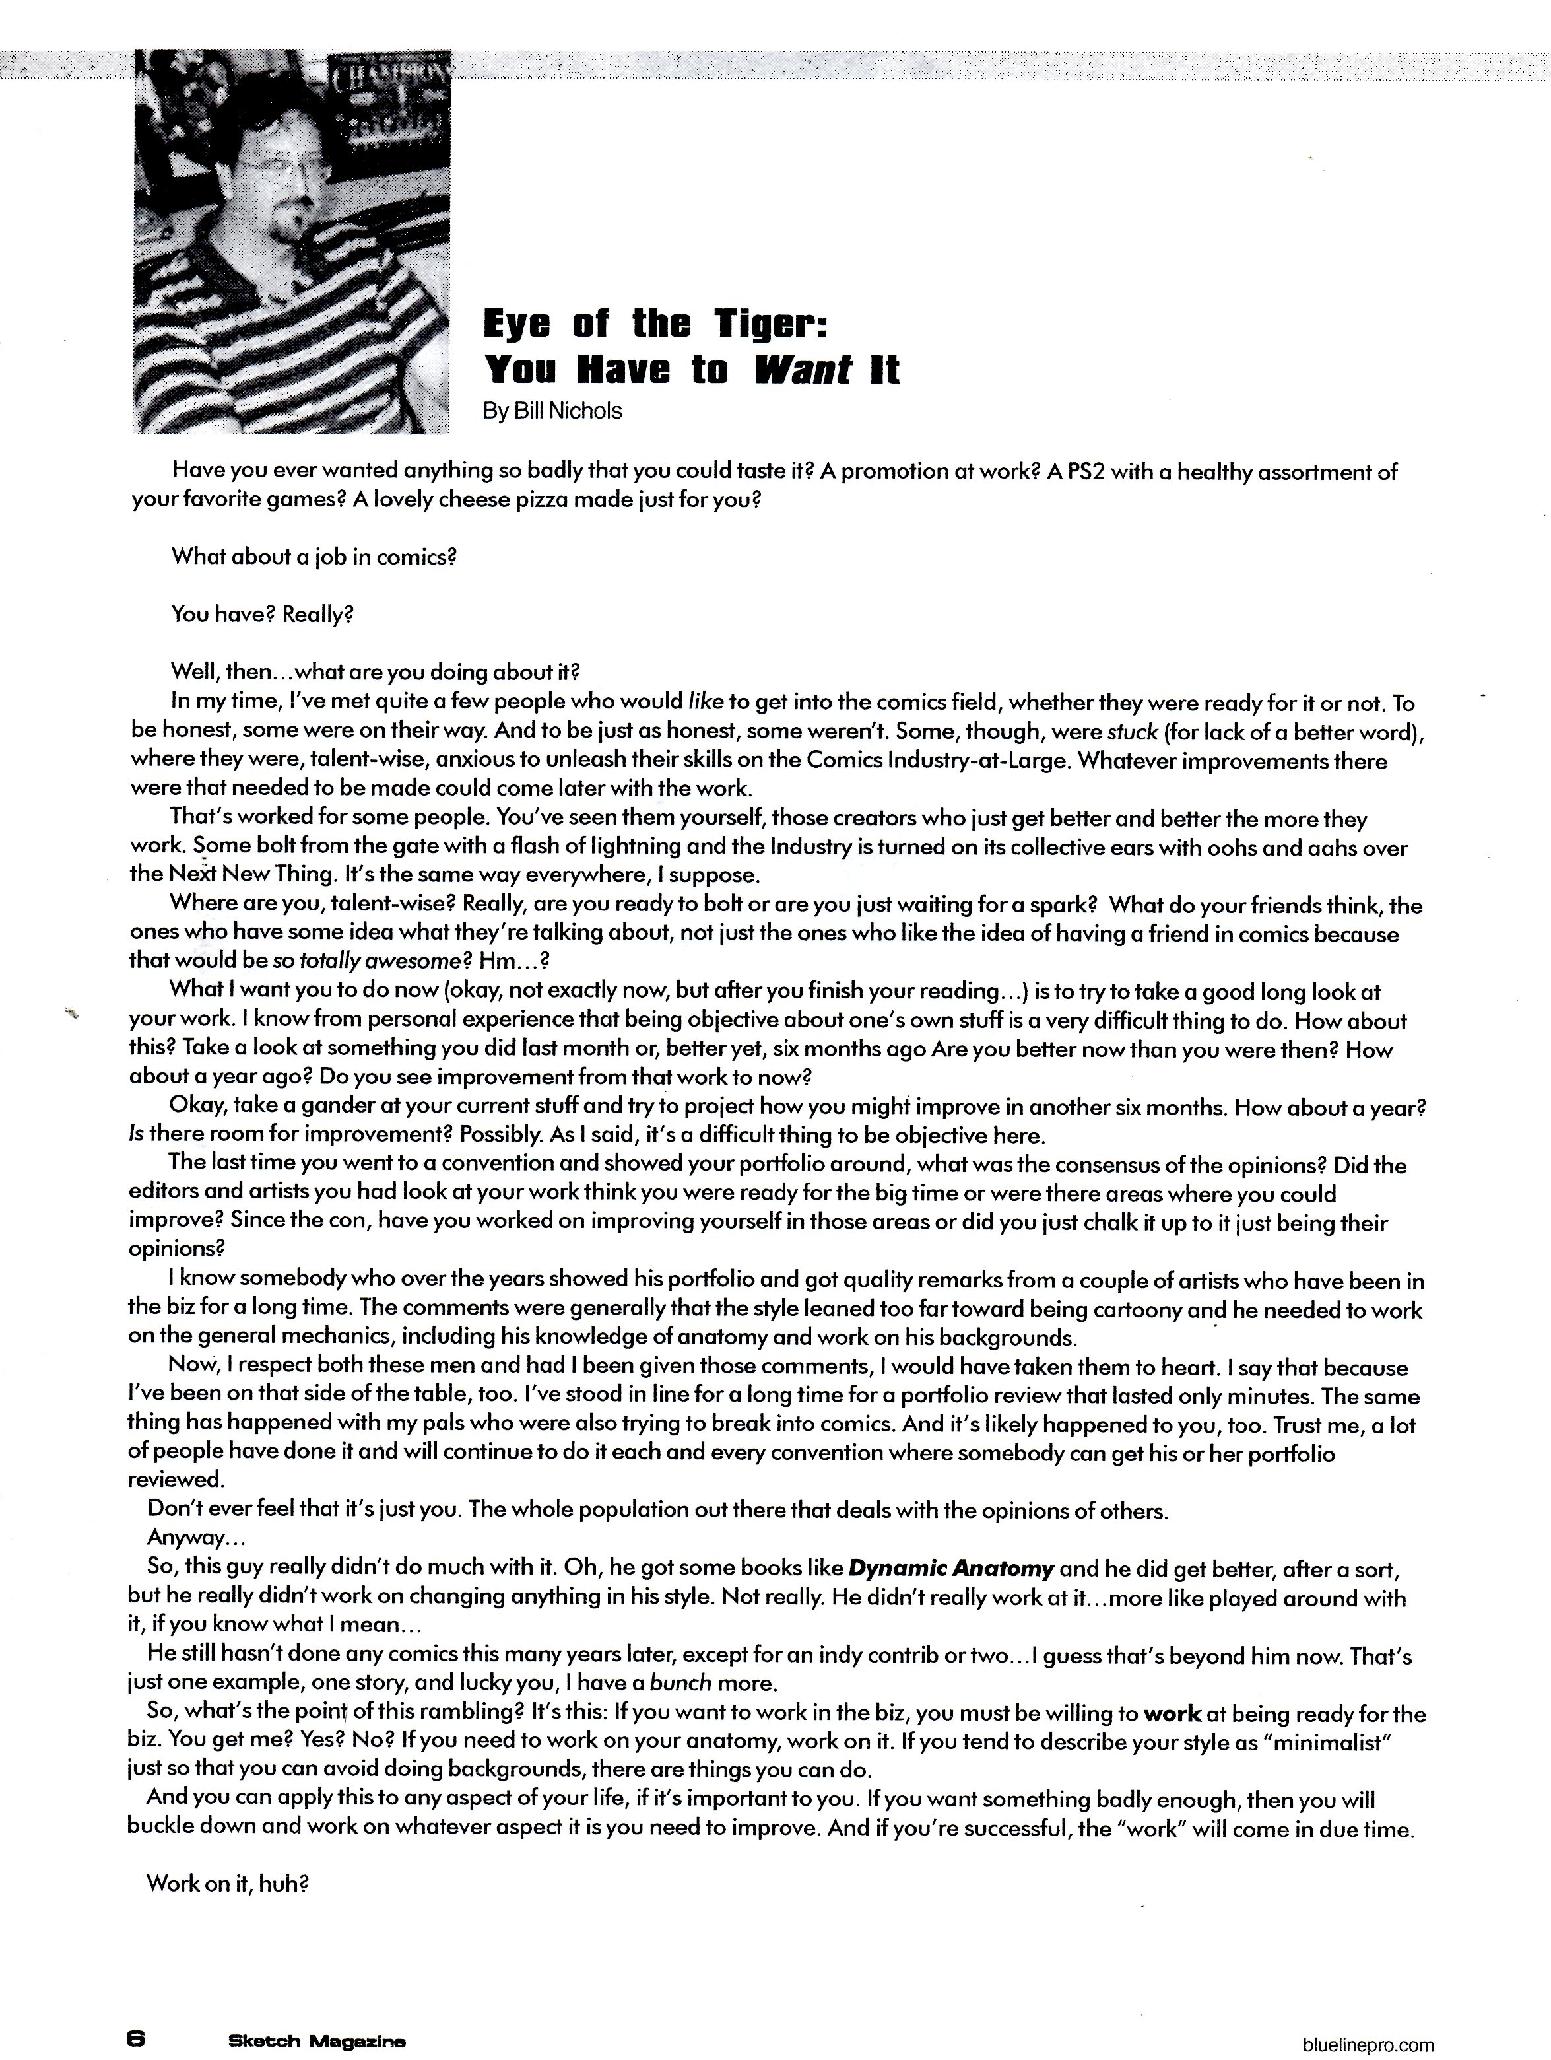 CHAMPIONS
Eye of the Tiger:
You Have to Want It
By Bill Nichols
Have you ever wanted anything so badly that you could taste it? A promotion at work? A PS2 with a healthy assortment of
your favorite games? A lovely cheese pizza made just for you?
What about a job in comics?
You have? Really?
Well, then...what are you doing about it?
In my time, I've met quite a few people who would like to get into the comics field, whether they were ready for it or not. To
be honest, some were on their way. And to be just as honest, some weren't. Some, though, were stuck (for lack of a better word),
where they were, talent-wise, anxious to unleash their skills on the Comics Industry-at-Large. Whatever improvements there
were that needed to be made could come later with the work.
That's worked for some people. You've seen them yourself, those creators who just get better and better the more they
work. Some bolt from the gate with a flash of lightning and the Industry is turned on its collective ears with oohs and aahs over
the Next New Thing. It's the same way everywhere, I suppose.
Where are you, talent-wise? Really, are you ready to bolt or are you just waiting for a spark? What do your friends think, the
ones who have some idea what they're talking about, not just the ones who like the idea of having a friend in comics because
that would be so totally awesome? Hm...?
What I want you to do now (okay, not exactly now, but after you finish your reading...) is to try to take a good long look at
your work. I know from personal experience that being objective about one's own stuff is a very difficult thing to do. How about
this? Take a look at something you did last month or, better yet, six months ago Are you better now than you were then? How
about a year ago? Do you see improvement from that work to now?
Okay, take a gander at your current stuff and try to project how you might improve in another six months. How about a year?
Is there room for improvement? Possibly. As I said, it's a difficult thing to be objective here.
The last time you went to a convention and showed your portfolio around, what was the consensus of the opinions? Did the
editors and artists you had look at your work think you were ready for the big time or were there areas where you could
improve? Since the con, have you worked on improving yourself in those areas or did you just chalk it up to it just being their
opinions?
I know somebody who over the years showed his portfolio and got quality remarks from a couple of artists who have been in
the biz for a long time. The comments were generally that the style leaned too far toward being cartoony and he needed to work
on the general mechanics, including his knowledge of anatomy and work on his backgrounds.
Now, I respect both these men and had I been given those comments, I would have taken them to heart. I say that because
I've been on that side of the table, too. I've stood in line for a long time for a portfolio review that lasted only minutes. The same
thing has happened with my pals who were also trying to break into comics. And it's likely happened to you, too. Trust me, a lot
of people have done it and will continue to do it each and every convention where somebody can get his or her portfolio
reviewed.
Don't ever feel that it's just you. The whole population out there that deals with the opinions of others.
Anyway...
So, this guy really didn't do much with it. Oh, he got some books like Dynamic Anatomy and he did get better, after a sort,
but he really didn't work on changing anything in his style. Not really. He didn't really work at it...more like played around with
it, if you know what I mean...
He still hasn't done any comics this many years later, except for an indy contrib or two...I guess that's beyond him now. That's
just one example, one story, and lucky you, I have a bunch more.
So, what's the point of this rambling? It's this: If you want to work in the biz, you must be willing to work at being ready for the
biz. You get me? Yes? No? If you need to work on your anatomy, work on it. If you tend to describe your style as "minimalist"
just so that you can avoid doing backgrounds, there are things you can do.
And you can apply this to any aspect of your life, if it's important to you. If you want something badly enough, then you will
buckle down and work on whatever aspect it is you need to improve. And if you're successful, the "work" will come in due time.
Work on it, huh?
6 Sketch Magazine bluelinepro.com